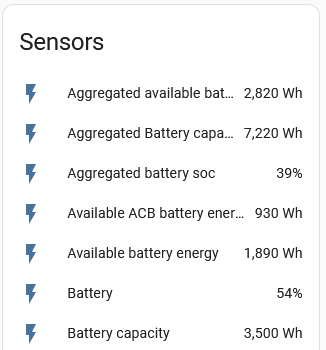 Sensors
Aggregated available bat... 2,820 Wh
Aggregated Battery capa... 7,220 Wh
Aggregated battery soc 39%
Available ACB battery ener... 930 Wh
Available battery energy 1,890 Wh
Battery 54%
Battery capacity 3,500 Wh